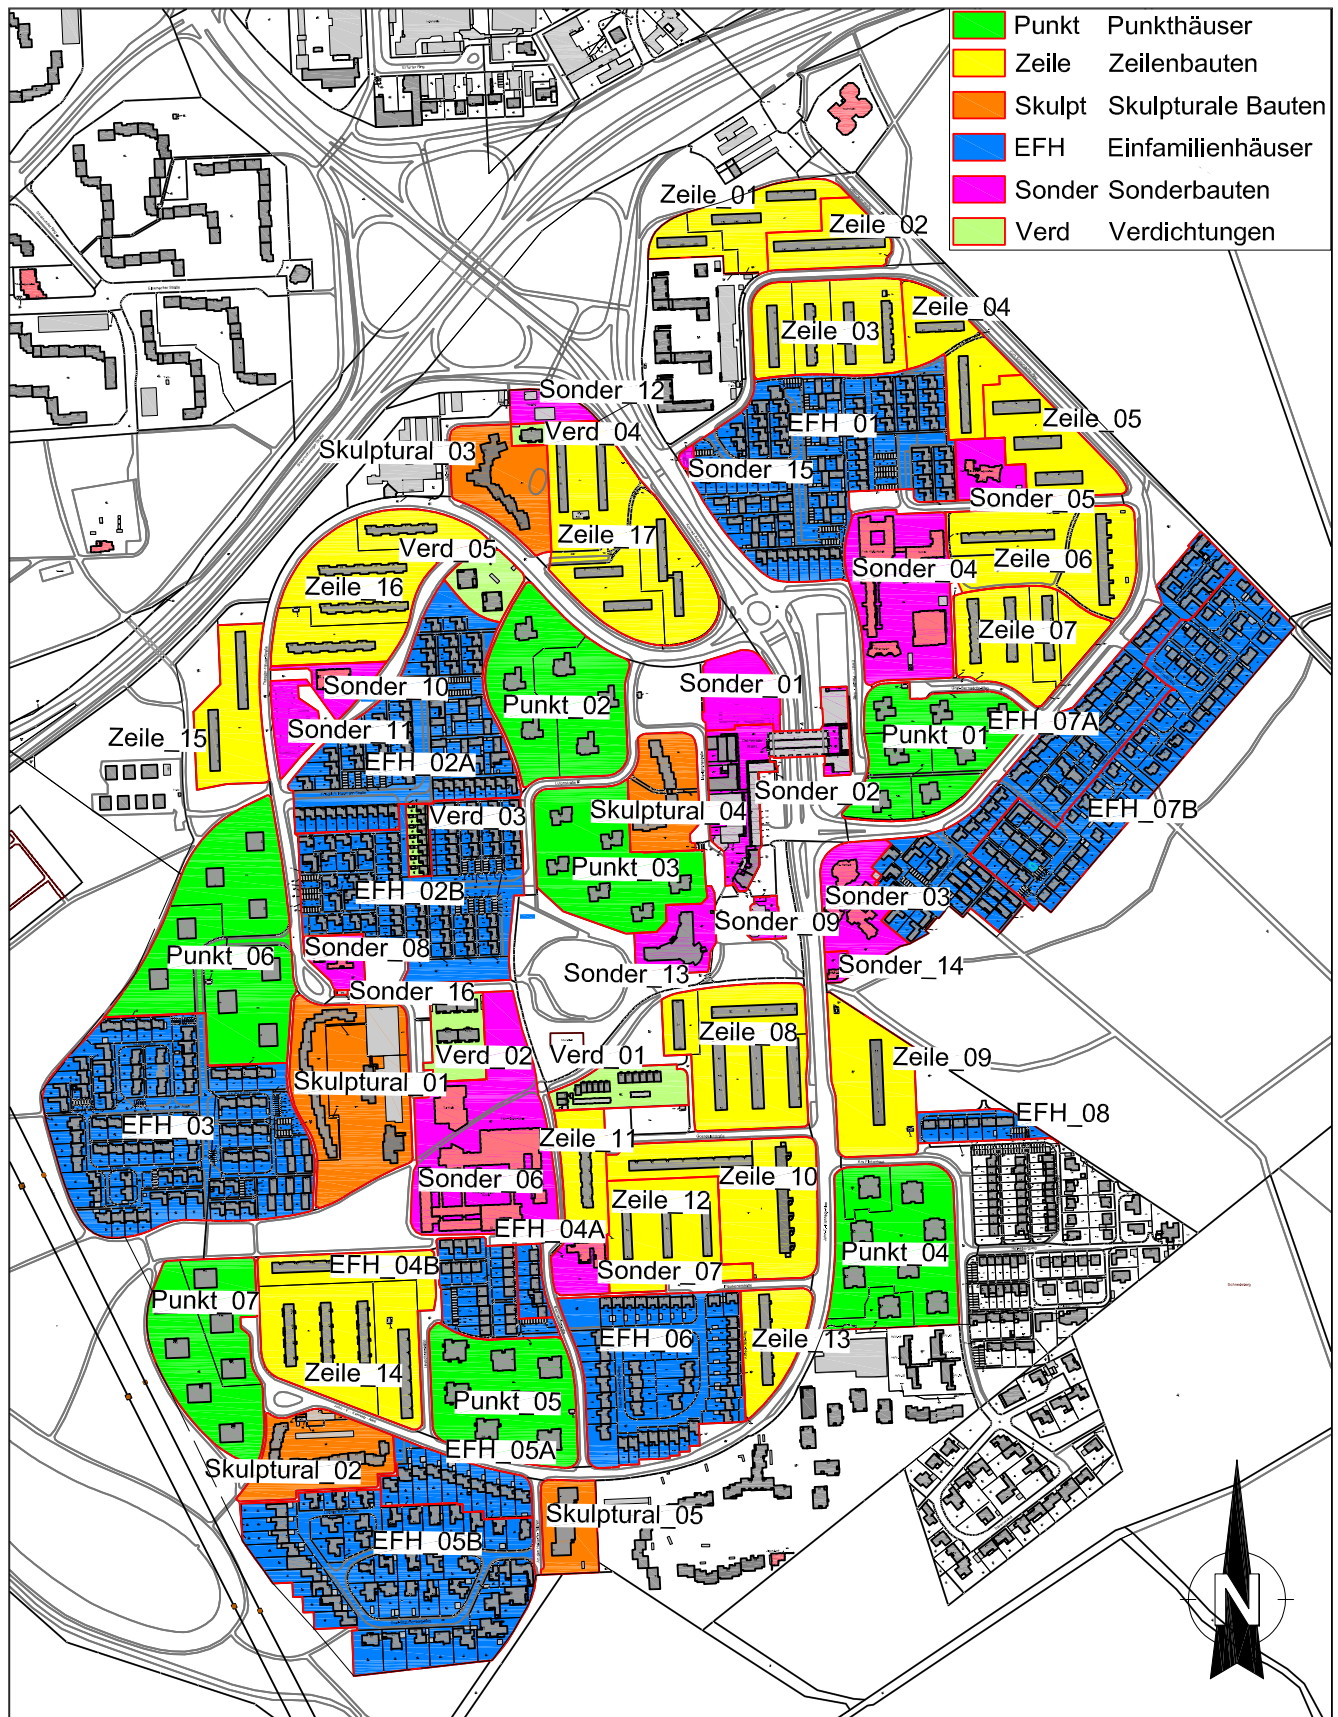 Punkt Punkthäuser
Zeile Zeilenbauten
Skulpt Skulpturale Bauten
EFH Einfamilienhäuser
Sonder Sonderbauten
Verd Verdichtungen
Zeile_01
Zeile_02
Zeile_03
Zeile_04
Sonder_12
Verd_04
Skulptural_03
EFH_01
Zeile_05
Sonder_15
Sonder_05
Zeile_17
Verd_05
Zeile_16
Zeile_06
Sonder_04
Zeile_07
Sonder_10
Sonder_01
Punkt_02
Sonder_11
EFH_07A
Zeile_15
Punkt_01
EFH_02A
Sonder_02
Skulptural_04
Verd_03
EFH_07B
Punkt_03
EFH_02B
Sonder_03
Sonder_09
Sonder_08
Punkt_06
Sonder_13
Sonder_14
Sonder_16
Zeile_08
Verd_02
Verd_01
Zeile_09
Skulptural_01
EFH_03
EFH_08
Zeile_11
Sonder_06
Zeile_10
Zeile_12
EFH_04A
Punkt_04
EFH_04B
Sonder_07
Punkt_07
EFH_06
Zeile_13
Zeile_14
Punkt_05
EFH_05A
Skulptural_02
Skulptural_05
EFH_05B
N